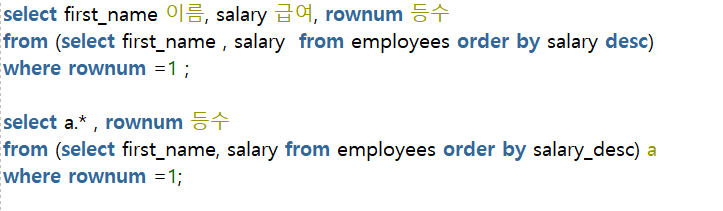 select first_name 이름, salary 급여, rownum 등수
from (select first_name , salary  from employees order by salary desc)
where rownum =1 ;
select a.* , rownum 등수
from (select first_name, salary from employees order by salary_desc) a
where rownum =1;